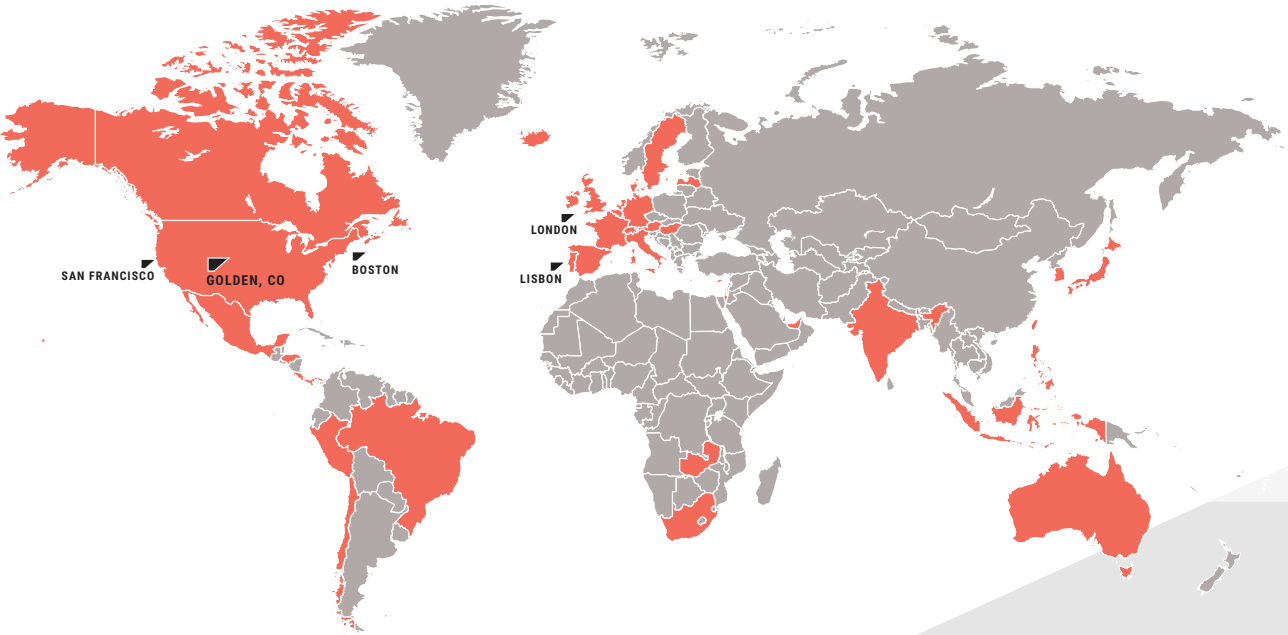 LONDON
SAN FRANCISCO
GOLDEN, CO
BOSTON
LISBON